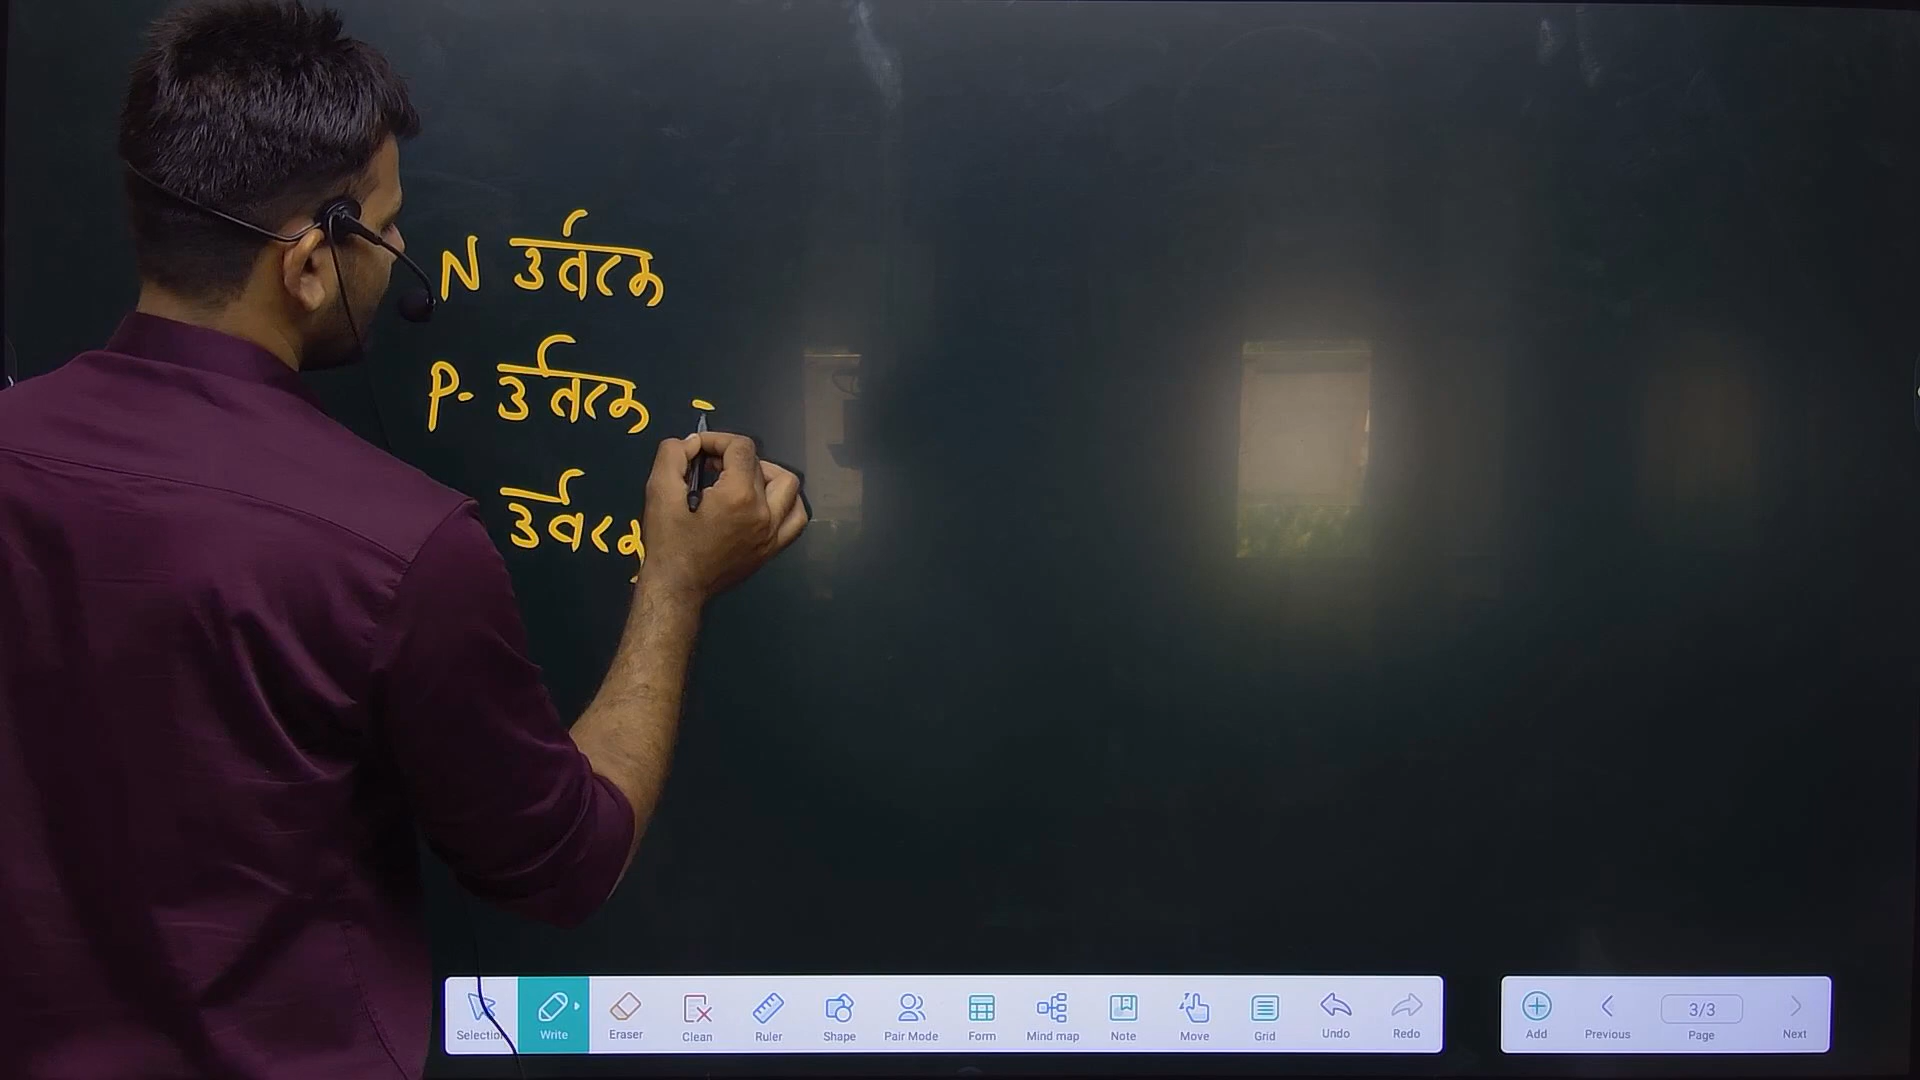 N उर्वरक
P- उर्वरक -
उर्वरक
Selection Write Eraser Clean Ruler Shape Pair Mode Form Mind map Note Move Grid Undo Redo
Add Previous 3/3 Page Next